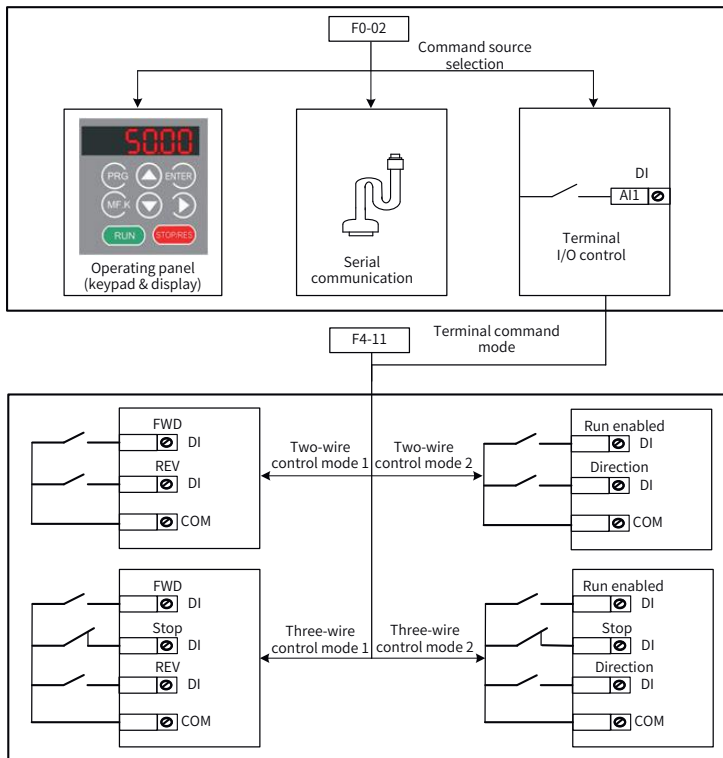 F0-02
Command source
selection
50.00
PRG
ENTER
MF.K
RUN
STOP/RES
Operating panel
(keypad & display)
Serial
communication
DI
AI1
Terminal
I/O control
F4-11
Terminal command
mode
FWD
DI
REV
DI
COM
Two-wire
control mode 1
Two-wire
control mode 2
Run enabled
DI
Direction
DI
COM
FWD
DI
Stop
DI
REV
DI
COM
Three-wire
control mode 1
Three-wire
control mode 2
Run enabled
DI
Stop
DI
Direction
DI
COM